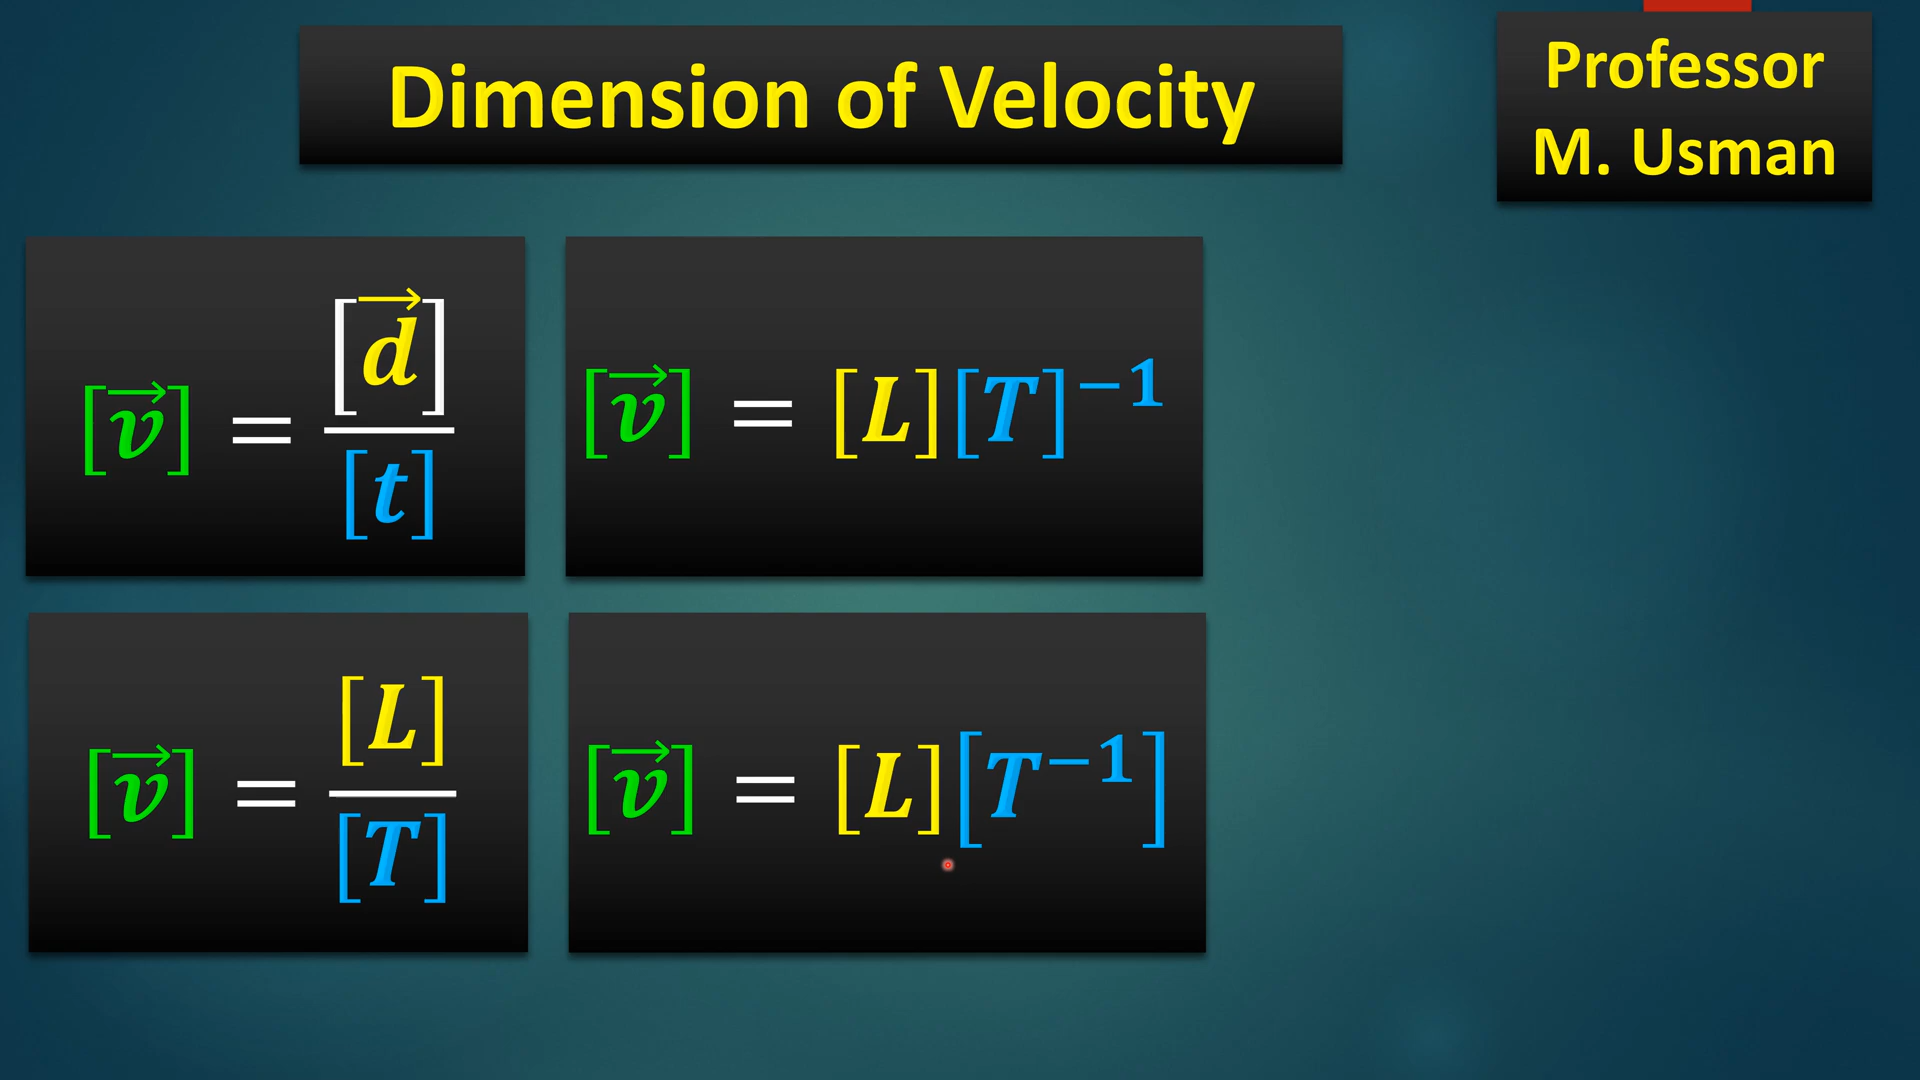 Dimension of Velocity
Professor
M. Usman
[v⃗] = [d⃗] / [t]
[v⃗] = [L][T]⁻¹
[v⃗] = [L] / [T]
[v⃗] = [L][T⁻¹]